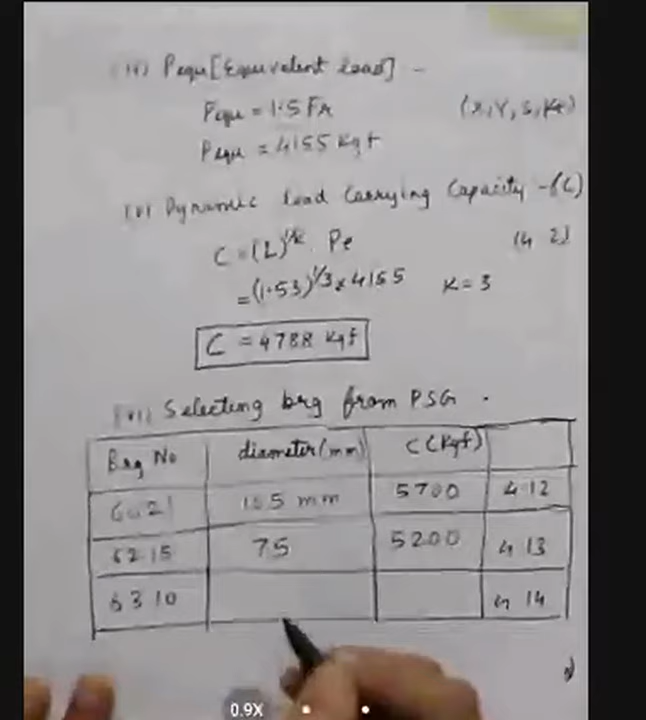 (iv) Pequ [Equivalent load] -
Pequ = 1.5 Fr (X,Y,S,Kt)
Pequ = 4155 Kgf
(v) Dynamic load Carrying Capacity -(C)
C = (L)^1/k . Pe (4 2)
= (1.53)^1/3 x 4155 K = 3
C = 4788 Kgf
(vi) Selecting brg from PSG .
Brg No diameter(mm) C(Kgf)
6021 105 mm 5700 4 12
6215 75 5200 4 13
6310 4 14
0.9X